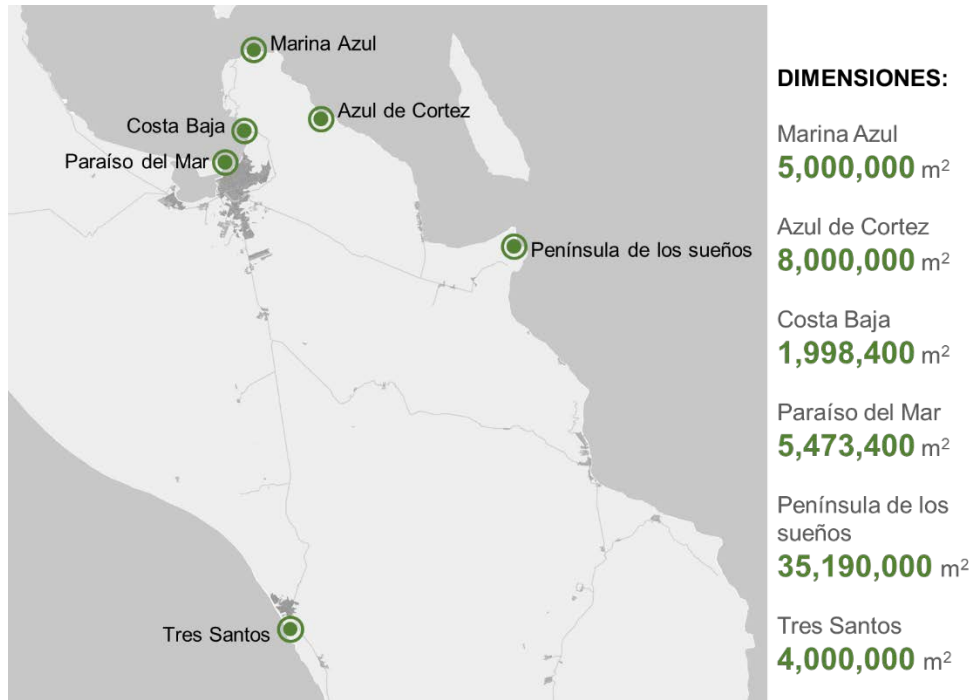 Marina Azul
Azul de Cortez
Costa Baja
Paraíso del Mar
Península de los sueños
Tres Santos
DIMENSIONES:
Marina Azul
5,000,000 m²
Azul de Cortez
8,000,000 m²
Costa Baja
1,998,400 m²
Paraíso del Mar
5,473,400 m²
Península de los
sueños
35,190,000 m²
Tres Santos
4,000,000 m²